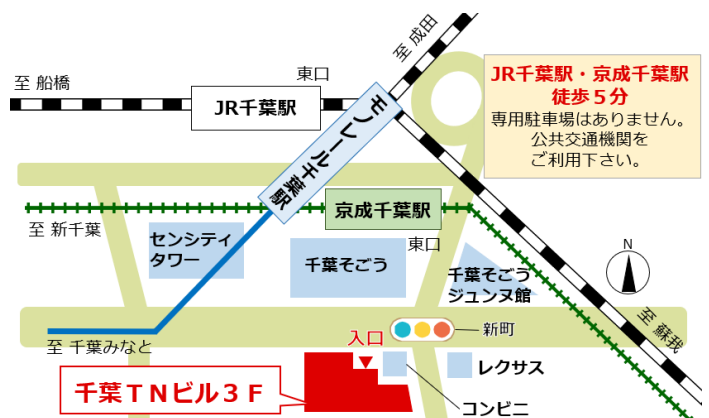 至 成田
至 船橋
東口
JR千葉駅
モノレール千葉駅
JR千葉駅・京成千葉駅
徒歩５分
専用駐車場はありません。
公共交通機関を
ご利用下さい。
京成千葉駅
至 新千葉
センシティ
タワー
東口
千葉そごう
千葉そごう
ジュンヌ館
N
新町
至 蘇我
至 千葉みなと
入口
レクサス
千葉ＴＮビル３Ｆ
コンビニ